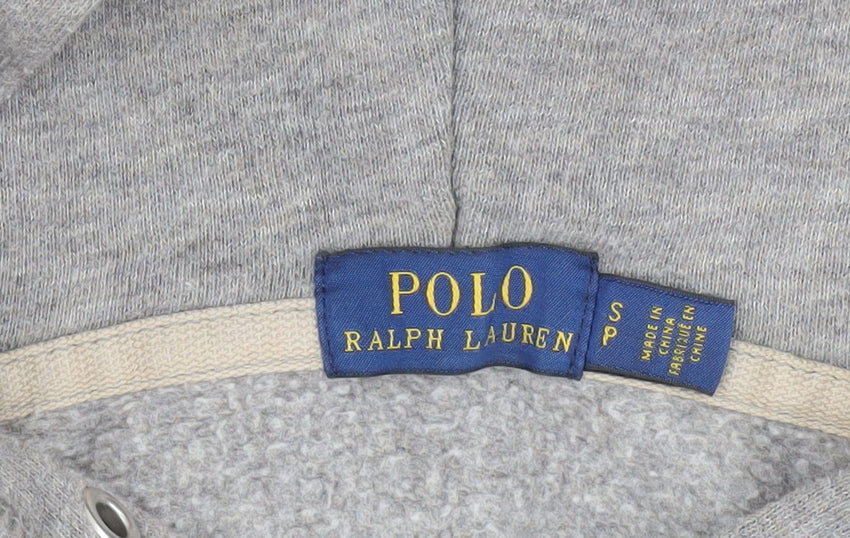 POLO
RALPH LAUREN
S
P
MADE IN
CHINA
FABRIQUÉ EN
CHINE